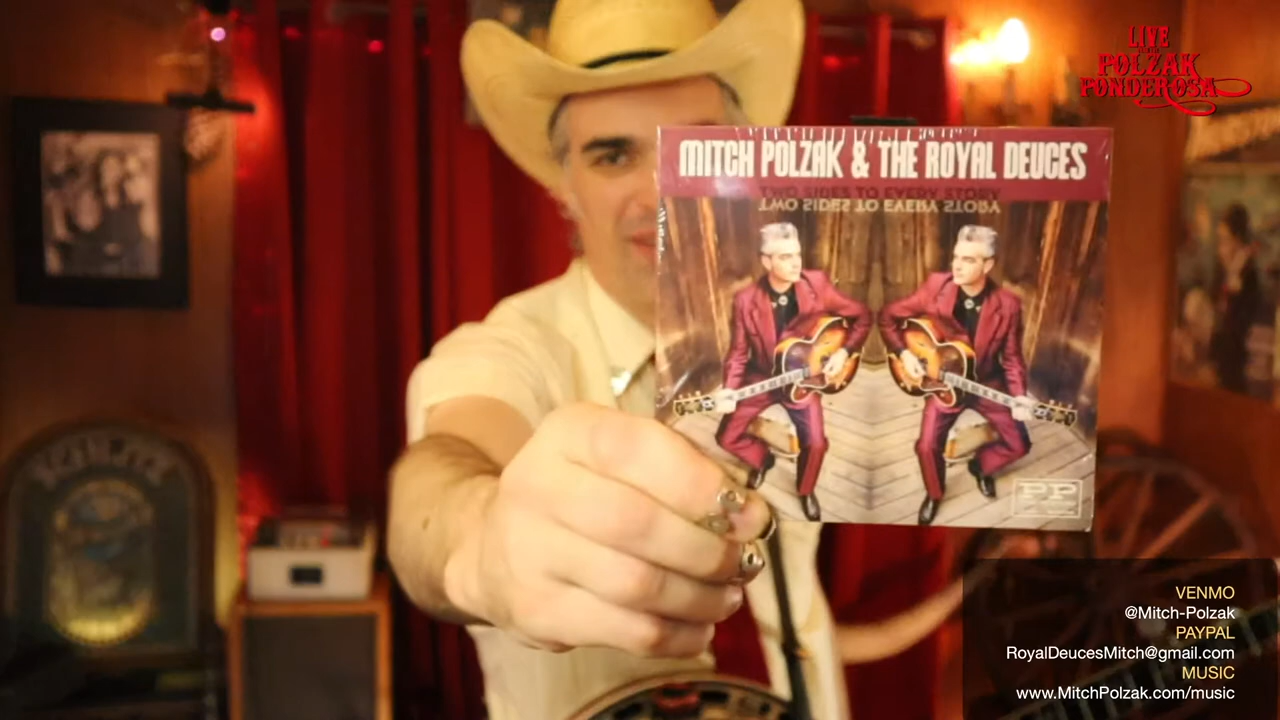 LIVE
POLZAK
PONDEROSA
MITCH POLZAK & THE ROYAL DEUCES
TWO SIDES TO EVERY STORY
TWO SIDES TO EVERY STORY
PP
VENMO
@Mitch-Polzak
PAYPAL
RoyalDeucesMitch@gmail.com
MUSIC
www.MitchPolzak.com/music